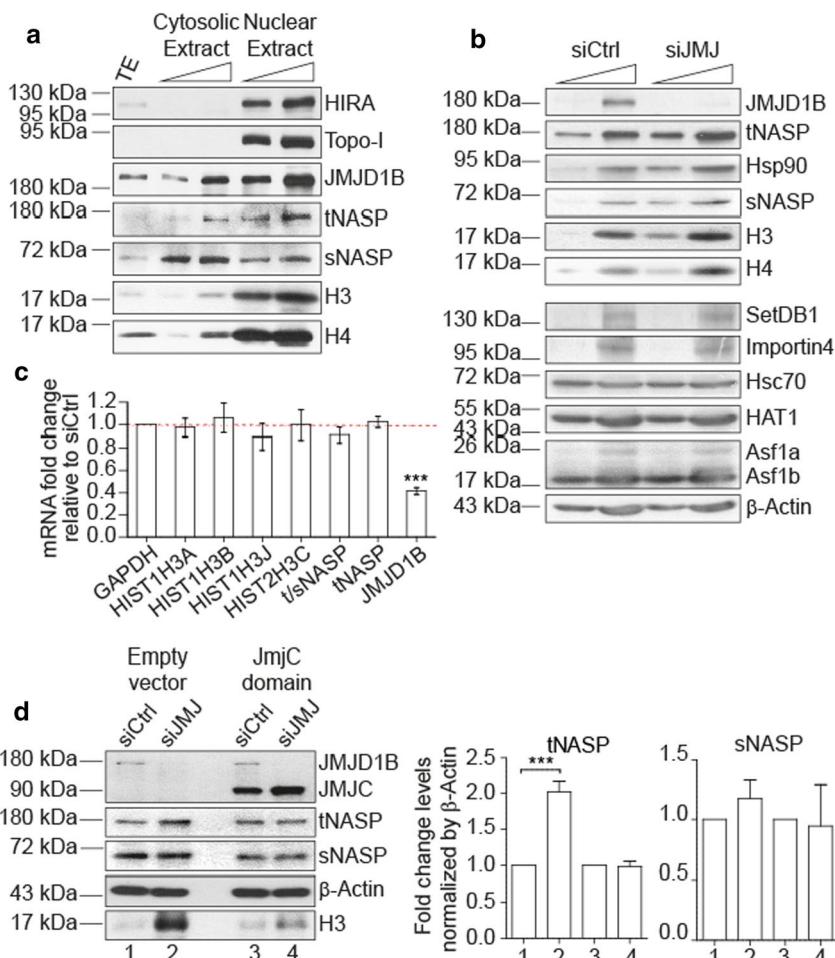 a
Cytosolic Nuclear
Extract Extract
TE
130 kDa
95 kDa
HIRA
95 kDa
Topo-I
180 kDa
JMJD1B
180 kDa
tNASP
72 kDa
sNASP
17 kDa
H3
17 kDa
H4
b
siCtrl siJMJ
180 kDa
JMJD1B
180 kDa
tNASP
95 kDa
Hsp90
72 kDa
sNASP
17 kDa
H3
17 kDa
H4
130 kDa
SetDB1
95 kDa
Importin4
72 kDa
Hsc70
55 kDa
43 kDa
HAT1
26 kDa
Asf1a
17 kDa
Asf1b
43 kDa
β-Actin
c
mRNA fold change
relative to siCtrl
1.2
1.0
0.8
0.6
0.4
0.2
0.0
***
GAPDH
HIST1H3A
HIST1H3B
HIST1H3J
HIST2H3C
t/sNASP
tNASP
JMJD1B
d
Empty
vector
JmjC
domain
siCtrl
siJMJ
siCtrl
siJMJ
180 kDa
JMJD1B
90 kDa
JMJC
180 kDa
tNASP
72 kDa
sNASP
43 kDa
β-Actin
17 kDa
H3
1 2 3 4
Fold change levels
normalized by β-Actin
tNASP
***
2.5
2.0
1.5
1.0
0.5
0.0
1 2 3 4
sNASP
1.5
1.0
0.5
0.0
1 2 3 4